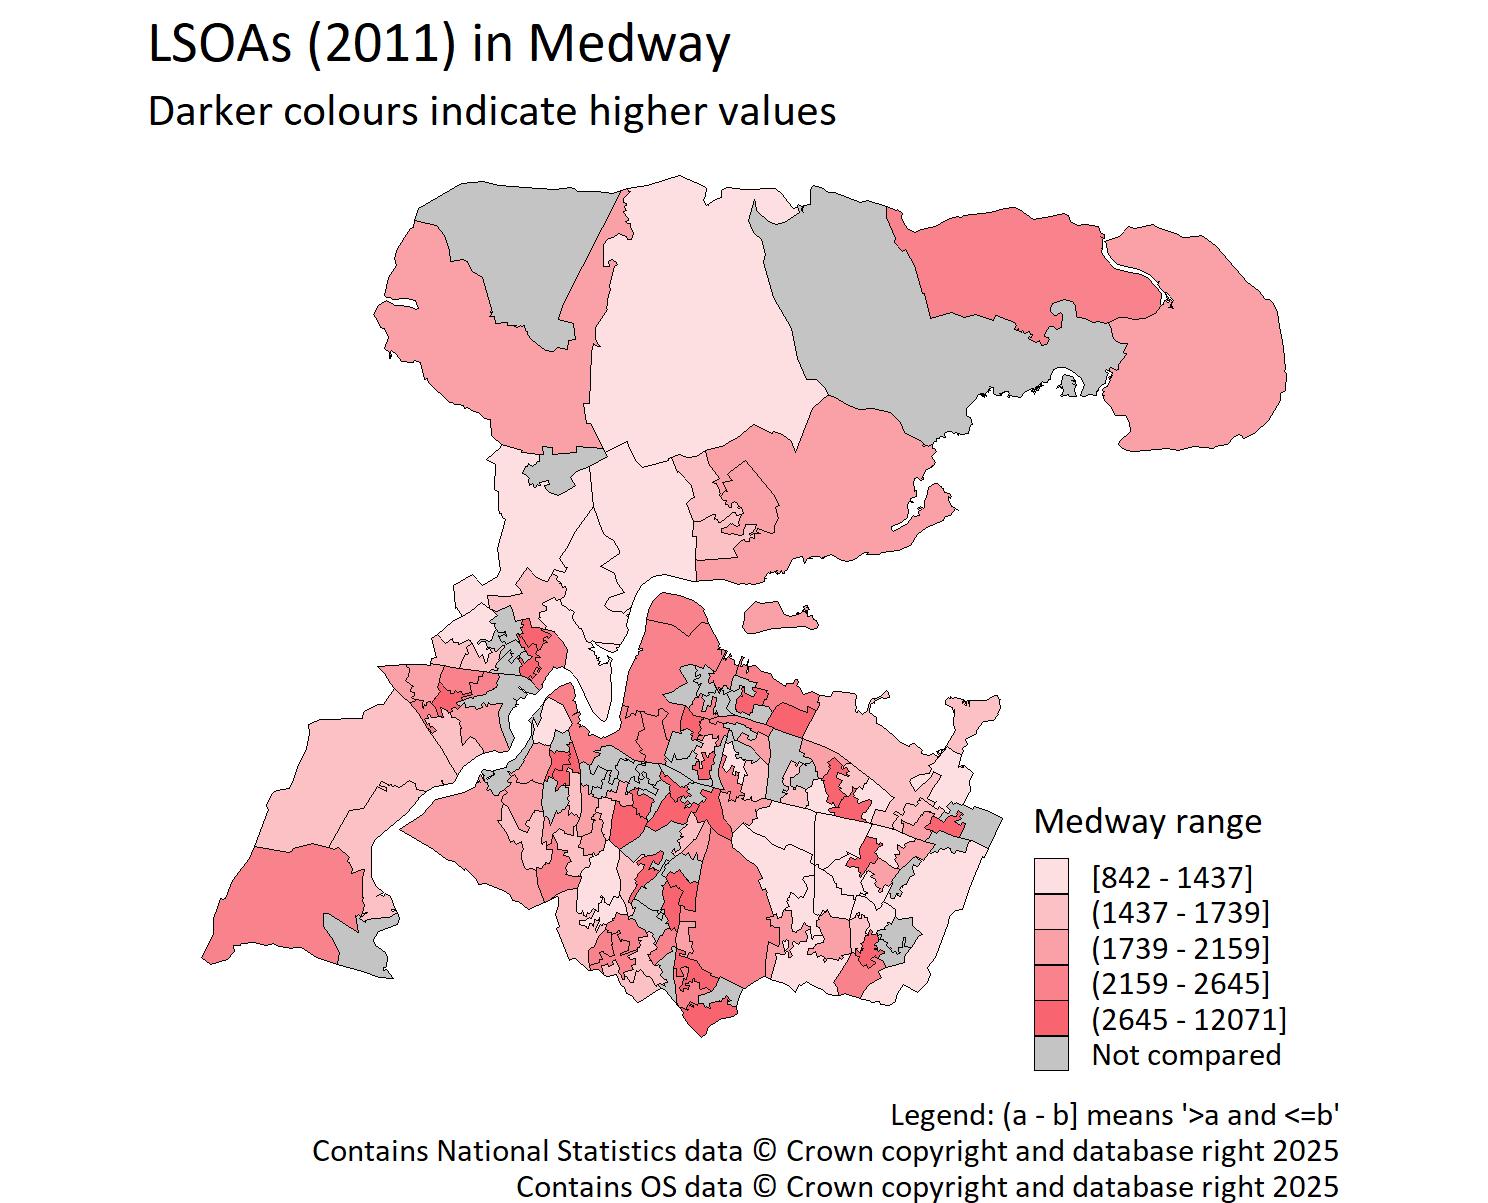 LSOAs (2011) in Medway
Darker colours indicate higher values
Medway range
[842 - 1437]
(1437 - 1739]
(1739 - 2159]
(2159 - 2645]
(2645 - 12071]
Not compared
Legend: (a - b] means '>a and <=b'
Contains National Statistics data © Crown copyright and database right 2025
Contains OS data © Crown copyright and database right 2025